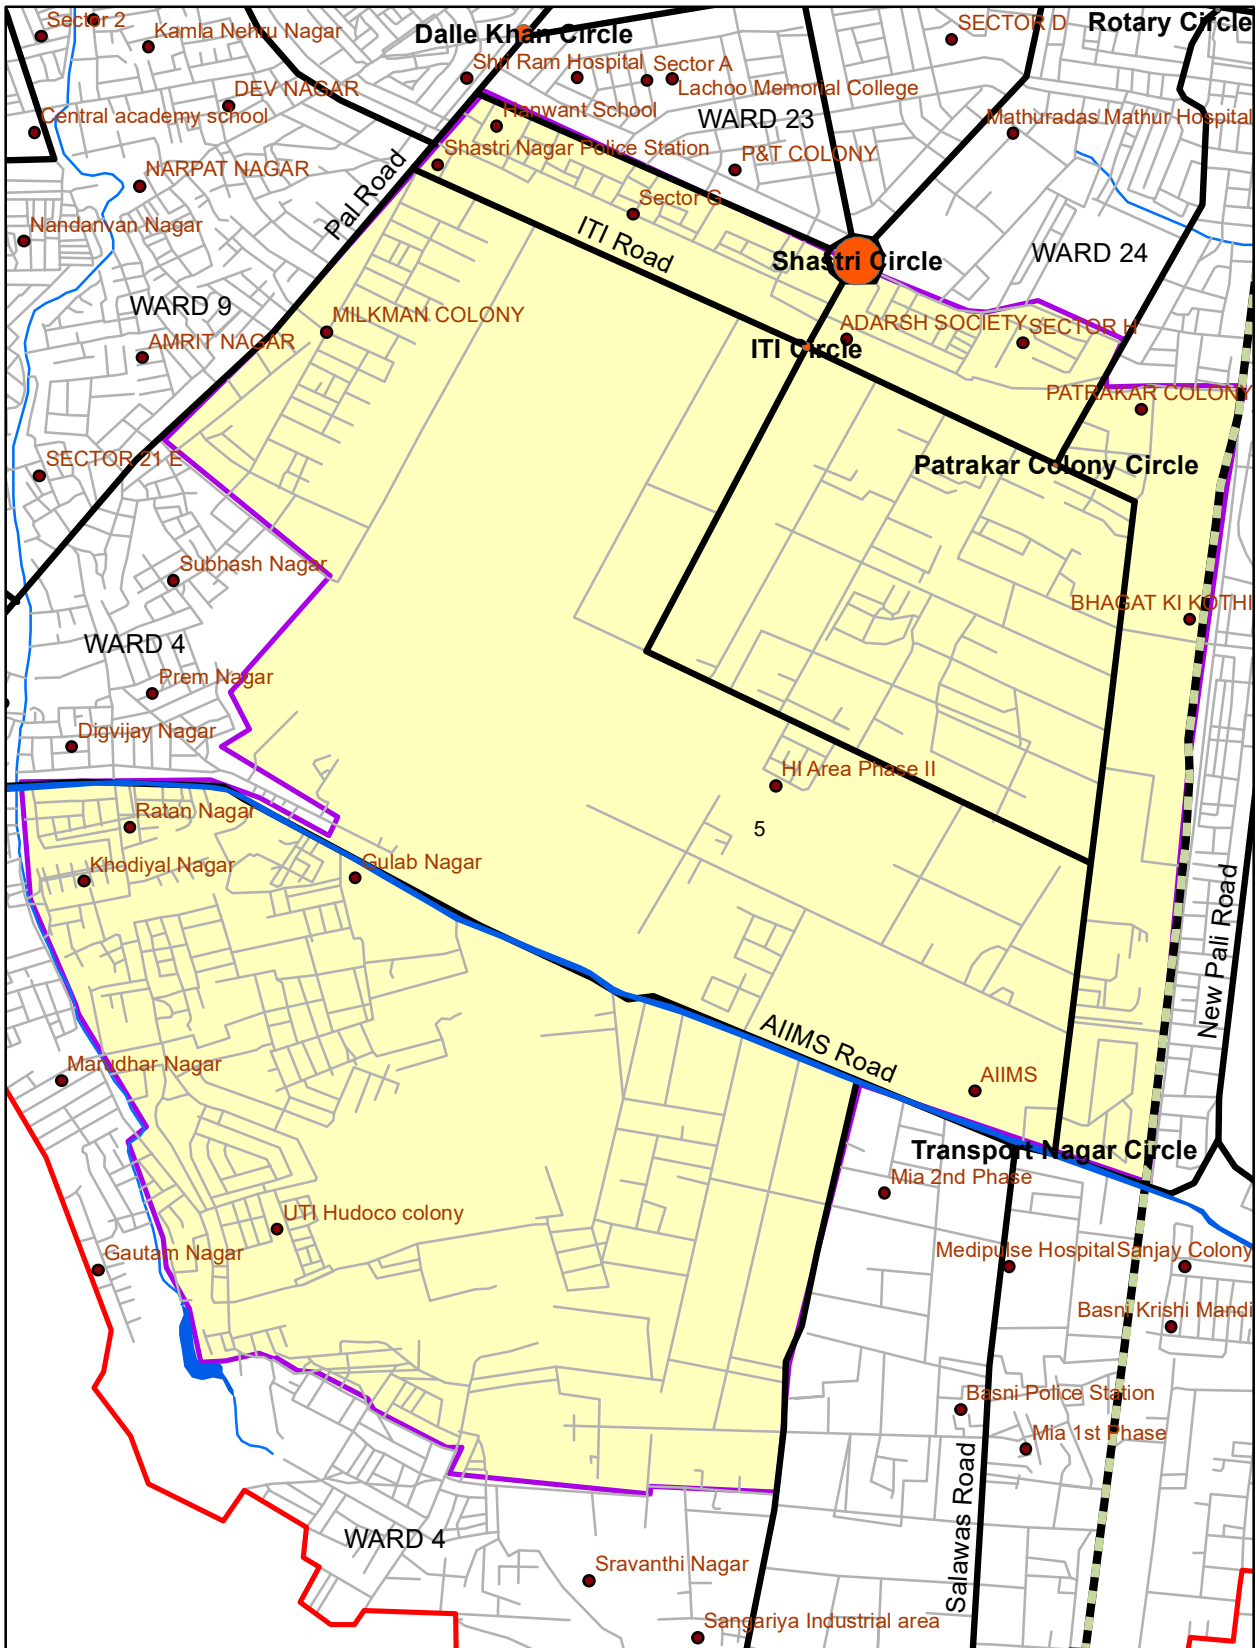 Sector 2
Kamla Nehru Nagar
Dalle Khan Circle
SECTOR D
Rotary Circle
Shri Ram Hospital
Sector A
Lachoo Memorial College
DEV NAGAR
Central academy school
Hanwant School
WARD 23
Mathuradas Mathur Hospital
Shastri Nagar Police Station
P&T COLONY
NARPAT NAGAR
Pal Road
Sector G
Nandanvan Nagar
ITI Road
Shastri Circle
WARD 24
WARD 9
MILKMAN COLONY
ADARSH SOCIETY
SECTOR H
AMRIT NAGAR
ITI Circle
PATRAKAR COLONY
SECTOR 21 E
Patrakar Colony Circle
Subhash Nagar
BHAGAT KI KOTHI
WARD 4
Prem Nagar
Digvijay Nagar
HI Area Phase II
Ratan Nagar
5
Khodiyal Nagar
Gulab Nagar
New Pali Road
AIIMS Road
Marudhar Nagar
AIIMS
Transport Nagar Circle
Mia 2nd Phase
UTI Hudoco colony
Gautam Nagar
Medipulse Hospital
Sanjay Colony
Basni Krishi Mandi
Basni Police Station
Mia 1st Phase
Salawas Road
WARD 4
Sravanthi Nagar
Sangariya Industrial area